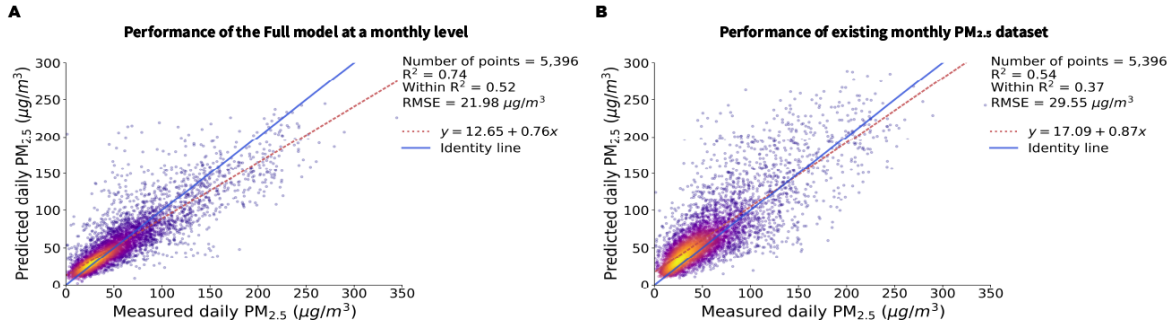 A
Performance of the Full model at a monthly level
Number of points = 5,396
R² = 0.74
Within R² = 0.52
RMSE = 21.98 μg/m³
y = 12.65 + 0.76x
Identity line
Predicted daily PM₂.₅ (μg/m³)
300
250
200
150
100
50
0
0 50 100 150 200 250 300 350
Measured daily PM₂.₅ (μg/m³)
B
Performance of existing monthly PM₂.₅ dataset
Number of points = 5,396
R² = 0.54
Within R² = 0.37
RMSE = 29.55 μg/m³
y = 17.09 + 0.87x
Identity line
Predicted daily PM₂.₅ (μg/m³)
300
250
200
150
100
50
0
0 50 100 150 200 250 300 350
Measured daily PM₂.₅ (μg/m³)